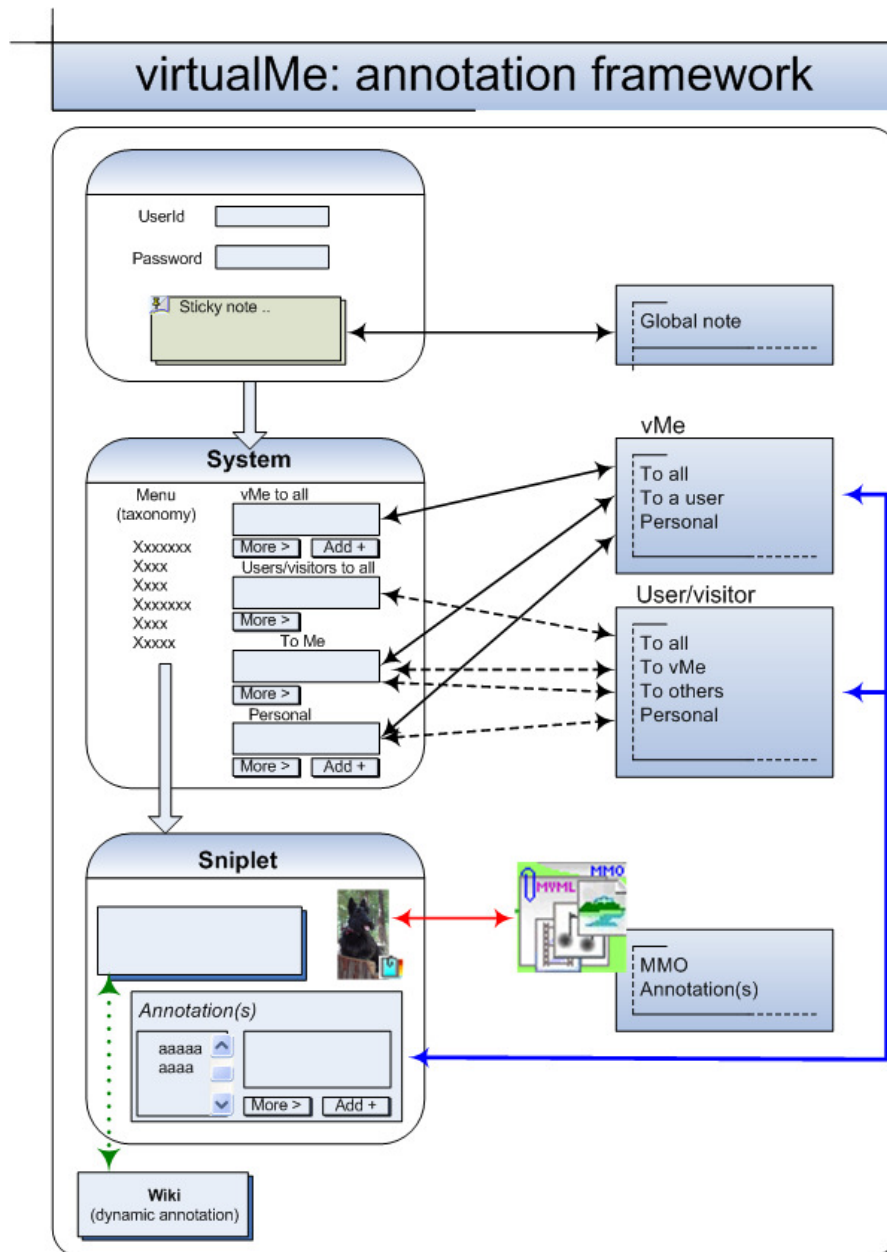 virtualMe: annotation framework
UserId
Password
Sticky note ..
Global note
System
Menu
(taxonomy)
Xxxxxxx
Xxxx
Xxxx
Xxxxxxx
Xxxx
Xxxxx
vMe to all
More >
Add +
Users/visitors to all
More >
To Me
More >
Personal
More >
Add +
vMe
To all
To a user
Personal
User/visitor
To all
To vMe
To others
Personal
Sniplet
MMO
MVML
Annotation(s)
aaaaa
aaaa
More >
Add +
MMO
Annotation(s)
Wiki
(dynamic annotation)